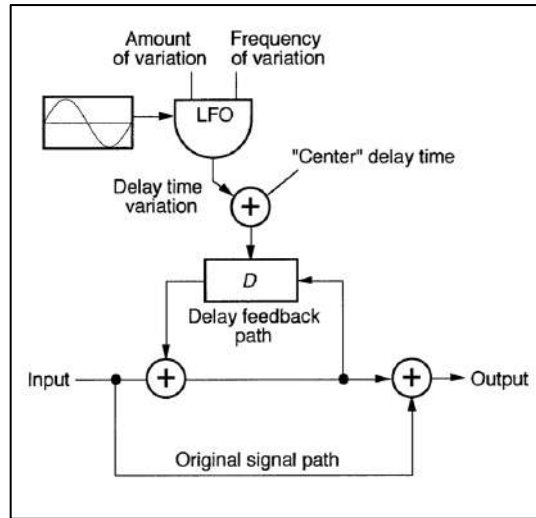 Amount
of variation
Frequency
of variation
LFO
"Center" delay time
Delay time
variation
+
D
Delay feedback
path
Input
+
+
Output
Original signal path